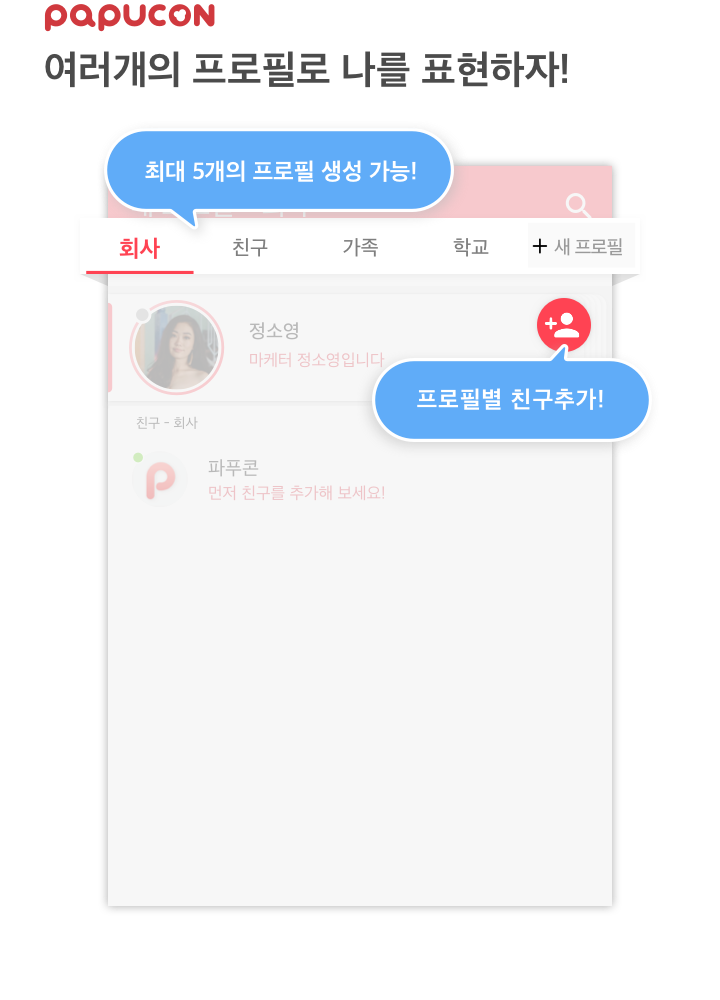 papucon
여러개의 프로필로 나를 표현하자!
최대 5개의 프로필 생성 가능!
회사 친구 가족 학교 + 새 프로필
정소영
마케터 정소영입니다
프로필별 친구추가!
친구 - 회사
파푸콘
먼저 친구를 추가해 보세요!